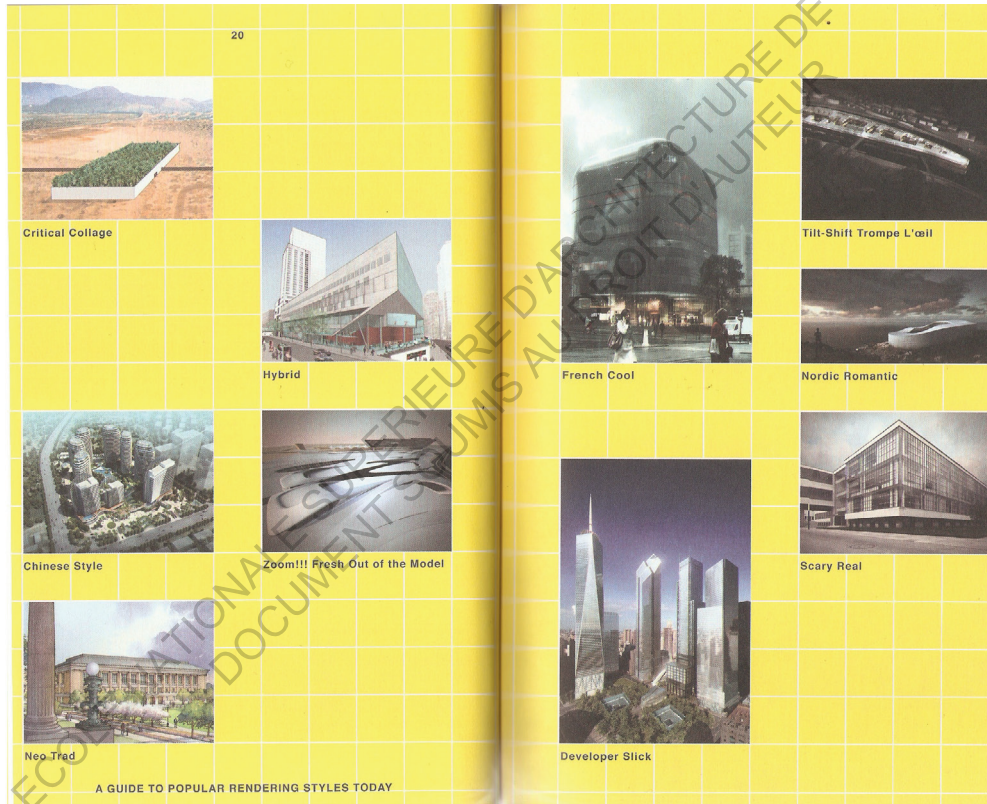 20
Critical Collage
Hybrid
Chinese Style
Zoom!!! Fresh Out of the Model
Neo Trad
A GUIDE TO POPULAR RENDERING STYLES TODAY
French Cool
Tilt-Shift Trompe L'œil
Nordic Romantic
Scary Real
Developer Slick
ECOLE NATIONALE SUPERIEURE D'ARCHITECTURE DE
DOCUMENT SOUMIS AU DROIT D'AUTEUR